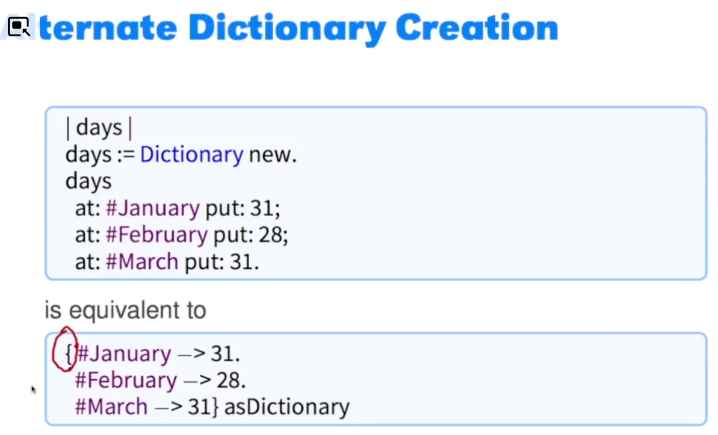 Alternate Dictionary Creation
| days |
days := Dictionary new.
days
at: #January put: 31;
at: #February put: 28;
at: #March put: 31.
is equivalent to
{#January –> 31.
#February –> 28.
#March –> 31} asDictionary